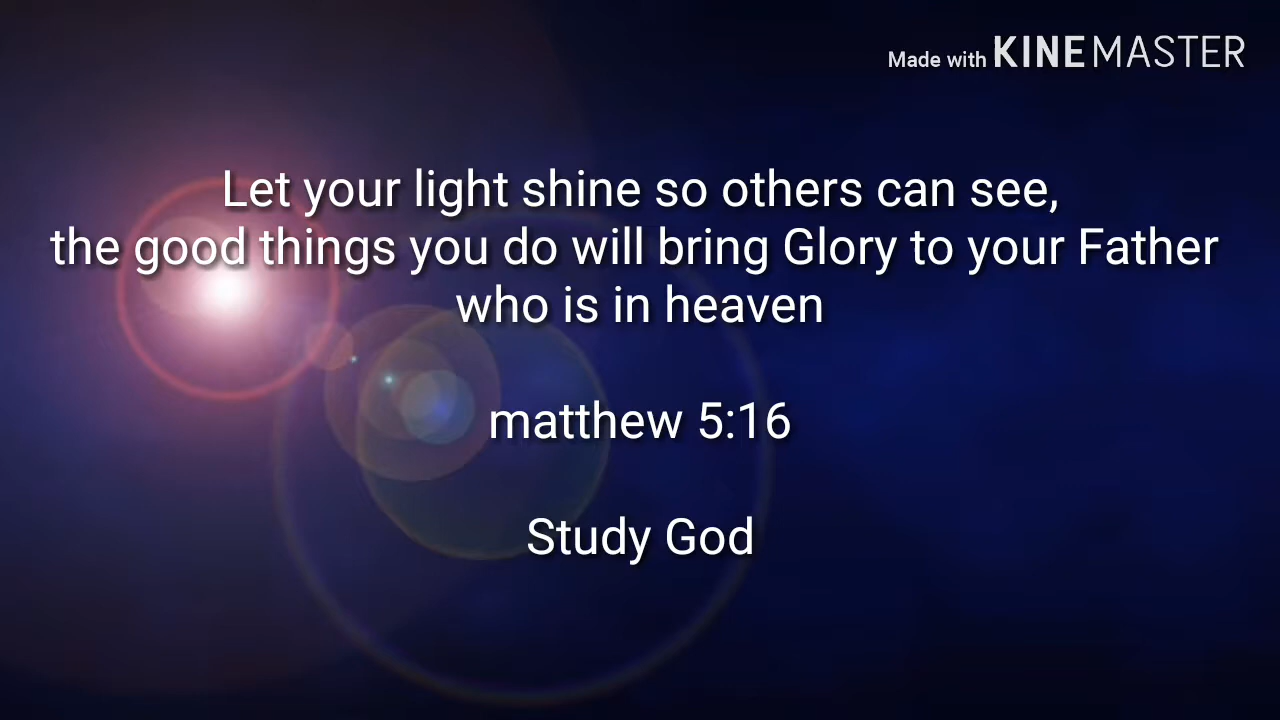 Made with KINEMASTER
Let your light shine so others can see,
the good things you do will bring Glory to your Father
who is in heaven
matthew 5:16
Study God